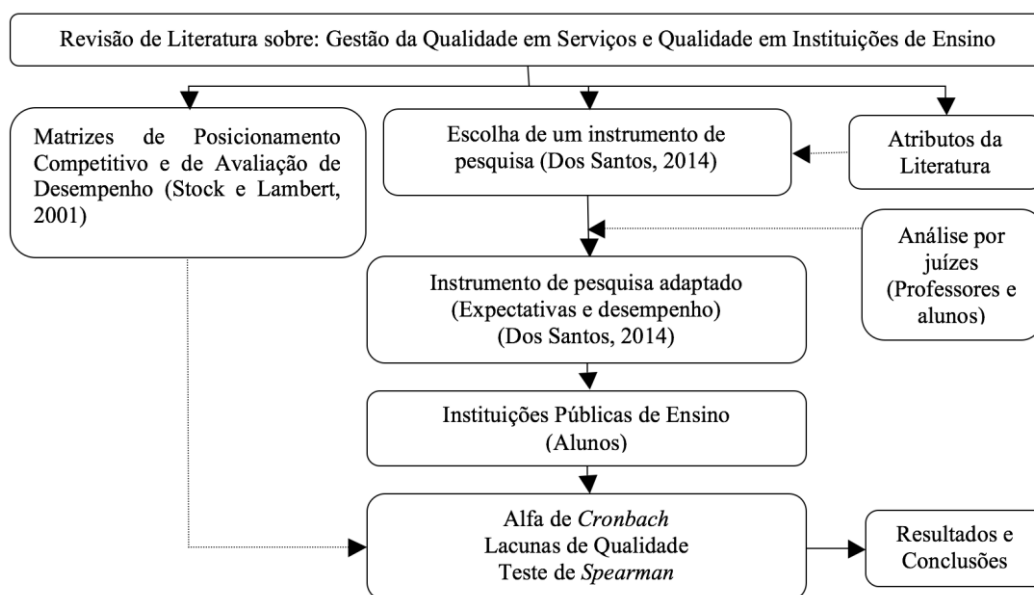 Revisão de Literatura sobre: Gestão da Qualidade em Serviços e Qualidade em Instituições de Ensino
Matrizes de Posicionamento
Competitivo e de Avaliação de
Desempenho (Stock e Lambert,
2001)
Escolha de um instrumento de
pesquisa (Dos Santos, 2014)
Atributos da
Literatura
Análise por
juízes
(Professores e
alunos)
Instrumento de pesquisa adaptado
(Expectativas e desempenho)
(Dos Santos, 2014)
Instituições Públicas de Ensino
(Alunos)
Alfa de Cronbach
Lacunas de Qualidade
Teste de Spearman
Resultados e
Conclusões